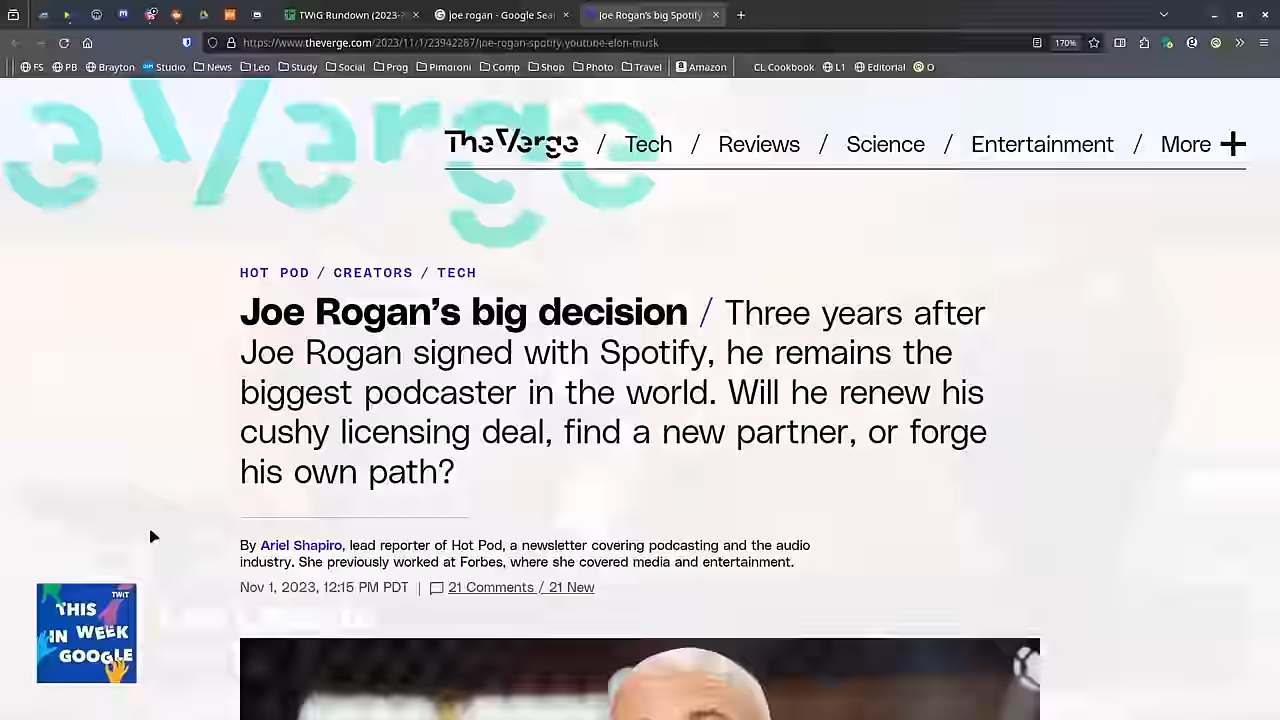 TWiG Rundown (2023-
joe rogan - Google Sea
Joe Rogan's big Spotify
https://www.theverge.com/2023/11/1/23942287/joe-rogan-spotify-youtube-elon-musk
170%
FS PB Brayton Studio News Leo Study Social Prog Pimoroni Comp Shop Photo Travel Amazon CL Cookbook L1 Editorial O
e Verge
The Verge / Tech / Reviews / Science / Entertainment / More
HOT POD / CREATORS / TECH
Joe Rogan’s big decision / Three years after
Joe Rogan signed with Spotify, he remains the
biggest podcaster in the world. Will he renew his
cushy licensing deal, find a new partner, or forge
his own path?
By Ariel Shapiro, lead reporter of Hot Pod, a newsletter covering podcasting and the audio
industry. She previously worked at Forbes, where she covered media and entertainment.
Nov 1, 2023, 12:15 PM PDT | 21 Comments / 21 New
TWiT
THIS
IN WEEK
GOOGLE